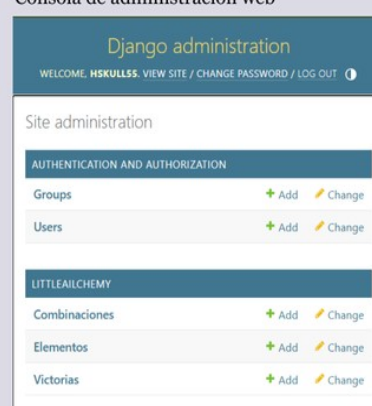 Consola de administración web
Django administration
WELCOME, HSKULL55. VIEW SITE / CHANGE PASSWORD / LOG OUT
Site administration
AUTHENTICATION AND AUTHORIZATION
Groups + Add Change
Users + Add Change
LITTLEAILCHEMY
Combinaciones + Add Change
Elementos + Add Change
Victorias + Add Change